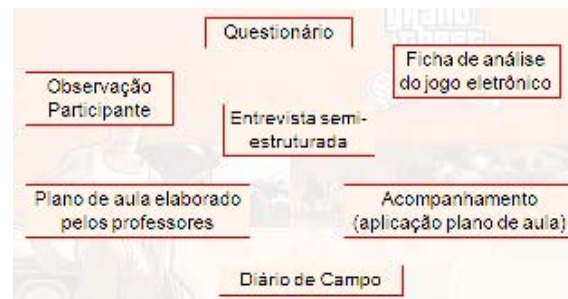 Questionário
Ficha de análise
do jogo eletrônico
Observação
Participante
Entrevista semi-
estruturada
Plano de aula elaborado
pelos professores
Acompanhamento
(aplicação plano de aula)
Diário de Campo